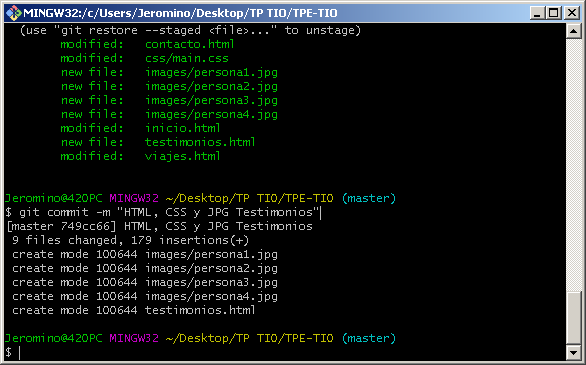 MINGW32:/c/Users/Jeromino/Desktop/TP TIO/TPE-TIO
(use "git restore --staged <file>..." to unstage)
modified: contacto.html
modified: css/main.css
new file: images/persona1.jpg
new file: images/persona2.jpg
new file: images/persona3.jpg
new file: images/persona4.jpg
modified: inicio.html
new file: testimonios.html
modified: viajes.html
Jeromino@420PC MINGW32 ~/Desktop/TP TIO/TPE-TIO (master)
$ git commit -m "HTML, CSS y JPG Testimonios"
[master 749cc66] HTML, CSS y JPG Testimonios
9 files changed, 179 insertions(+)
create mode 100644 images/persona1.jpg
create mode 100644 images/persona2.jpg
create mode 100644 images/persona3.jpg
create mode 100644 images/persona4.jpg
create mode 100644 testimonios.html
Jeromino@420PC MINGW32 ~/Desktop/TP TIO/TPE-TIO (master)
$